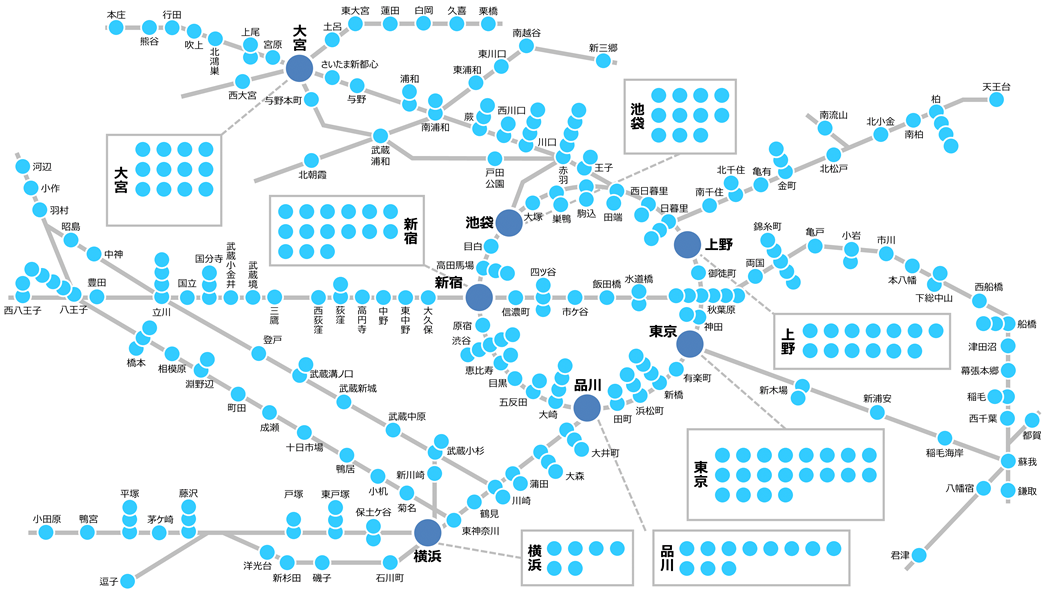 本庄
熊谷
行田
吹上
北鴻巣
上尾
宮原
大宮
土呂
東大宮
蓮田
白岡
久喜
栗橋
さいたま新都心
与野
西大宮
与野本町
浦和
南浦和
東浦和
東川口
南越谷
新三郷
武蔵
浦和
北朝霞
蕨
西川口
川口
戸田
公園
赤羽
王子
大宮
池袋
天王台
柏
南柏
北小金
南流山
北松戸
金町
亀有
北千住
南千住
河辺
小作
羽村
昭島
中神
新宿
池袋
大塚
巣鴨
駒込
田端
西日暮里
日暮里
上野
目白
高田馬場
新宿
御徒町
秋葉原
神田
錦糸町
両国
亀戸
小岩
市川
本八幡
下総中山
西船橋
船橋
津田沼
幕張本郷
稲毛
西千葉
都賀
蘇我
鎌取
八幡宿
君津
西八王子
八王子
豊田
立川
国立
国分寺
武蔵小金井
武蔵境
三鷹
西荻窪
荻窪
高円寺
中野
東中野
大久保
信濃町
四ツ谷
市ケ谷
飯田橋
水道橋
原宿
渋谷
恵比寿
目黒
五反田
大崎
品川
田町
浜松町
新橋
有楽町
東京
上野
新木場
新浦安
稲毛海岸
橋本
相模原
淵野辺
町田
成瀬
十日市場
鴨居
小机
菊名
登戸
武蔵溝ノ口
武蔵新城
武蔵中原
武蔵小杉
新川崎
大井町
大森
蒲田
川崎
鶴見
東神奈川
東京
小田原
鴨宮
平塚
茅ケ崎
藤沢
戸塚
東戸塚
保土ケ谷
横浜
逗子
洋光台
新杉田
磯子
石川町
横浜
品川